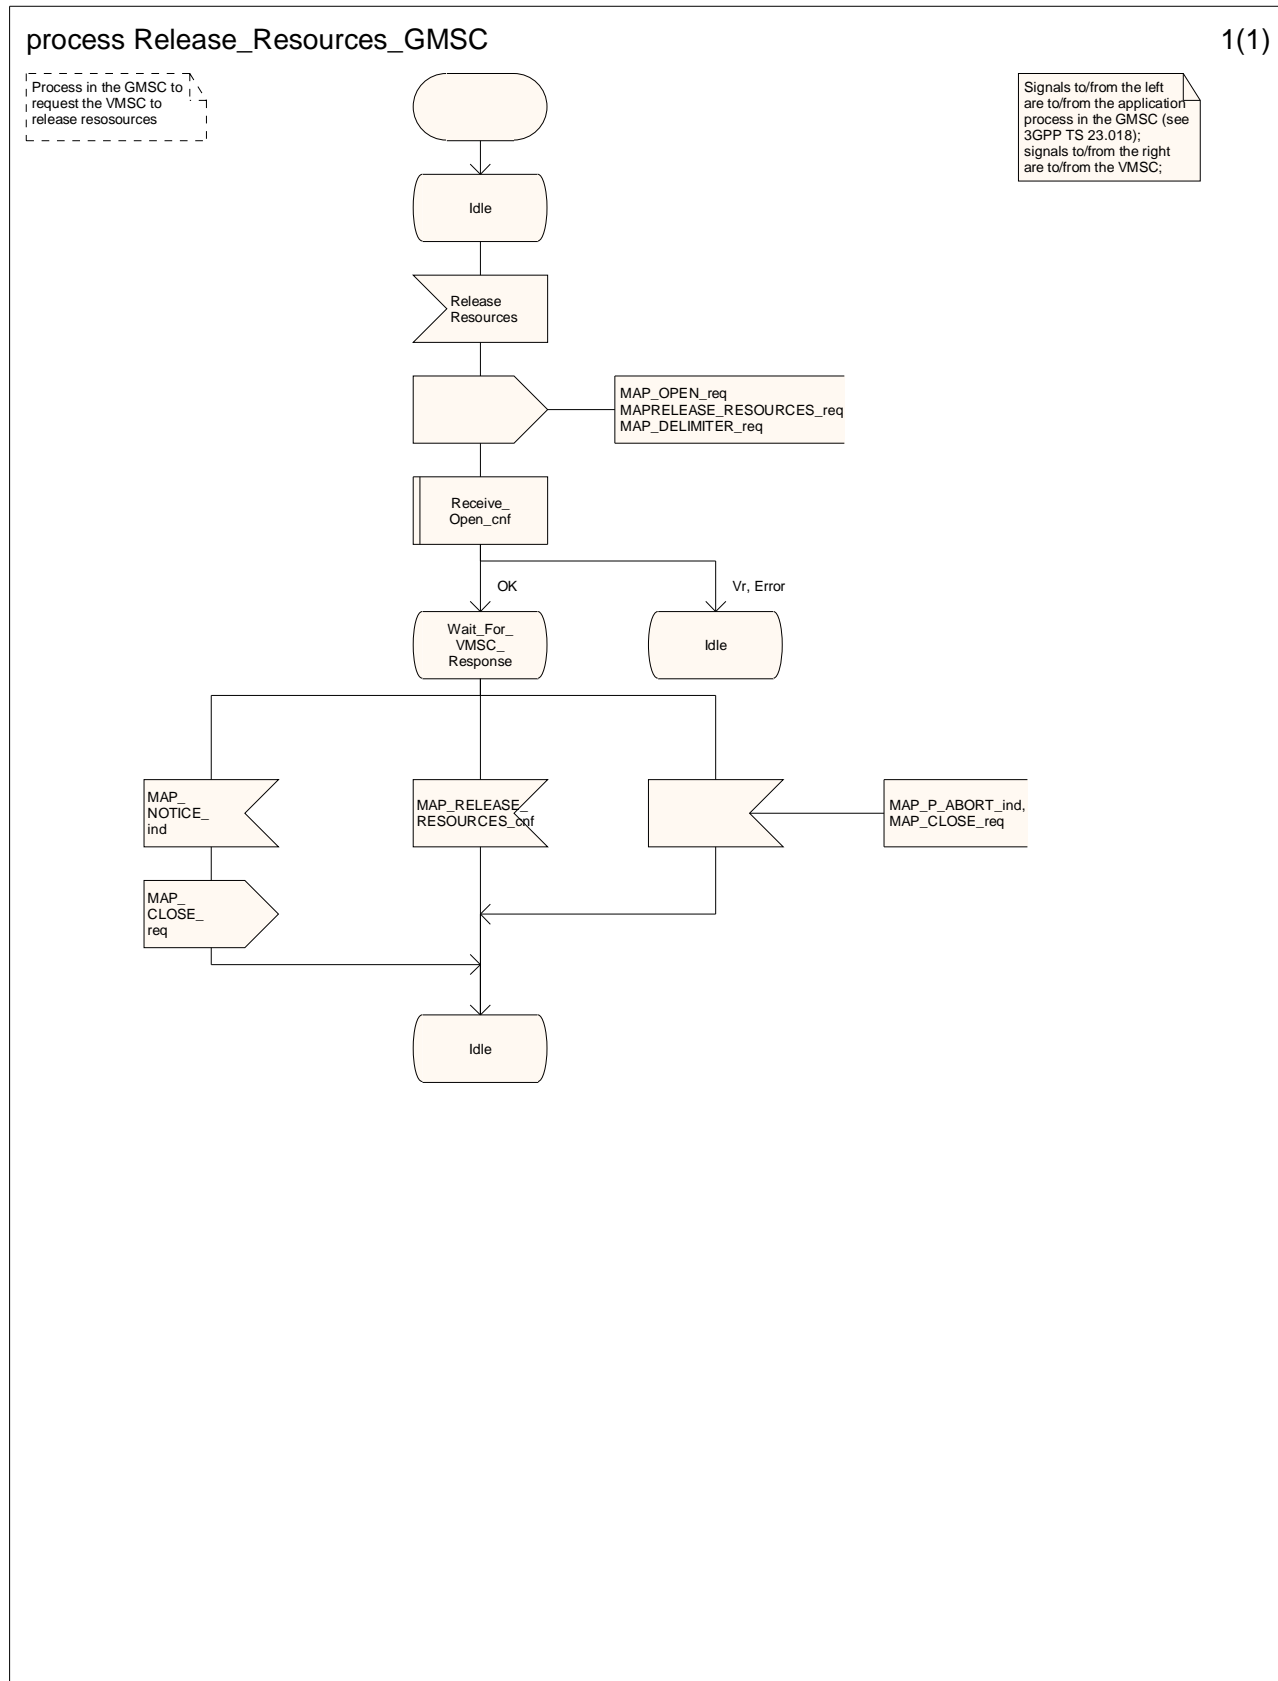 process Release_Resources_GMSC
1(1)
Process in the GMSC to
request the VMSC to
release resosources
Signals to/from the left
are to/from the application
process in the GMSC (see
3GPP TS 23.018);
signals to/from the right
are to/from the VMSC;
Idle
Release
Resources
MAP_OPEN_req
MAPRELEASE_RESOURCES_req
MAP_DELIMITER_req
Receive_
Open_cnf
OK
Vr, Error
Wait_For_
VMSC_
Response
Idle
MAP_
NOTICE_
ind
MAP_RELEASE_
RESOURCES_cnf
MAP_P_ABORT_ind,
MAP_CLOSE_req
MAP_
CLOSE_
req
Idle